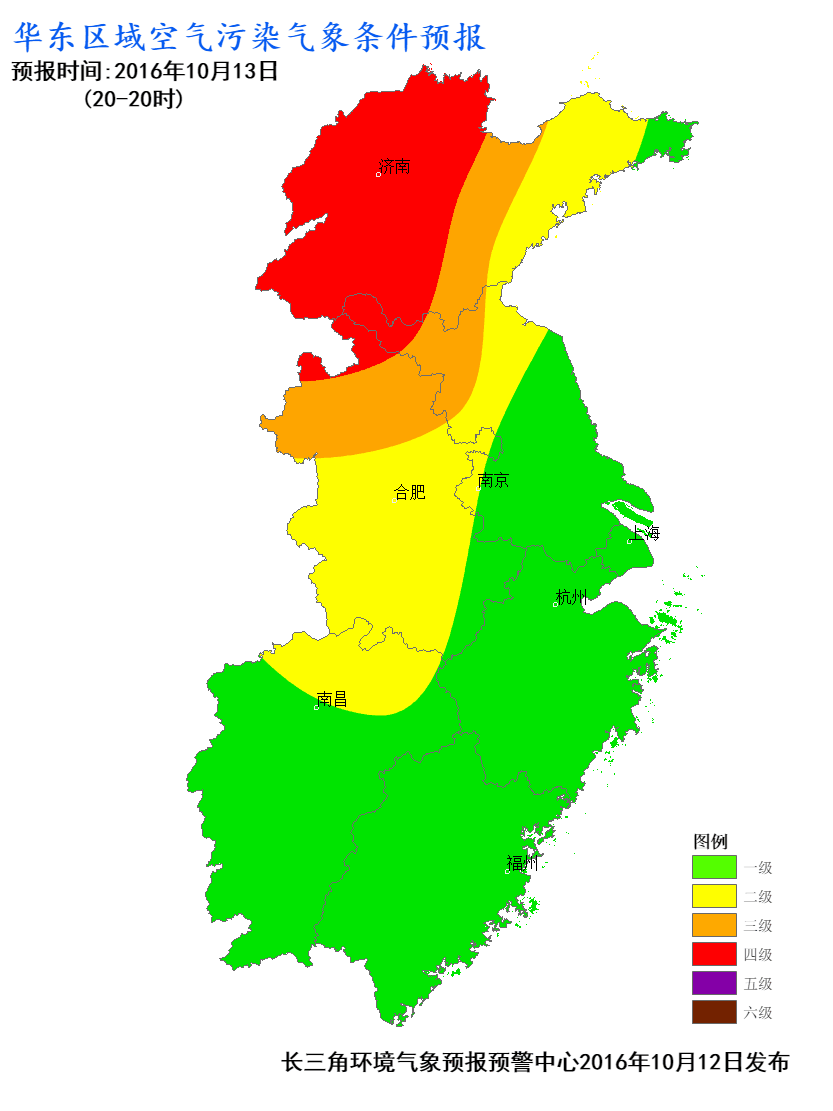 华东区域空气污染气象条件预报
预报时间:2016年10月13日
(20-20时)
济南
合肥
南京
上海
杭州
南昌
福州
图例
一级
二级
三级
四级
五级
六级
长三角环境气象预报预警中心2016年10月12日发布